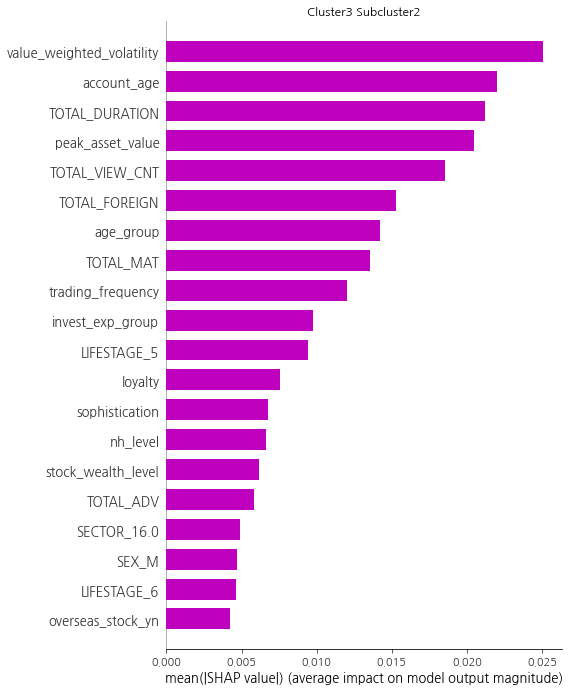 Cluster3 Subcluster2
value_weighted_volatility
account_age
TOTAL_DURATION
peak_asset_value
TOTAL_VIEW_CNT
TOTAL_FOREIGN
age_group
TOTAL_MAT
trading_frequency
invest_exp_group
LIFESTAGE_5
loyalty
sophistication
nh_level
stock_wealth_level
TOTAL_ADV
SECTOR_16.0
SEX_M
LIFESTAGE_6
overseas_stock_yn
0.000 0.005 0.010 0.015 0.020 0.025
mean(|SHAP value|) (average impact on model output magnitude)